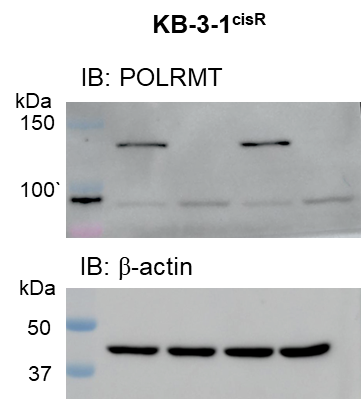 KB-3-1cisR
IB: POLRMT
kDa
150
100`
IB: β-actin
kDa
50
37